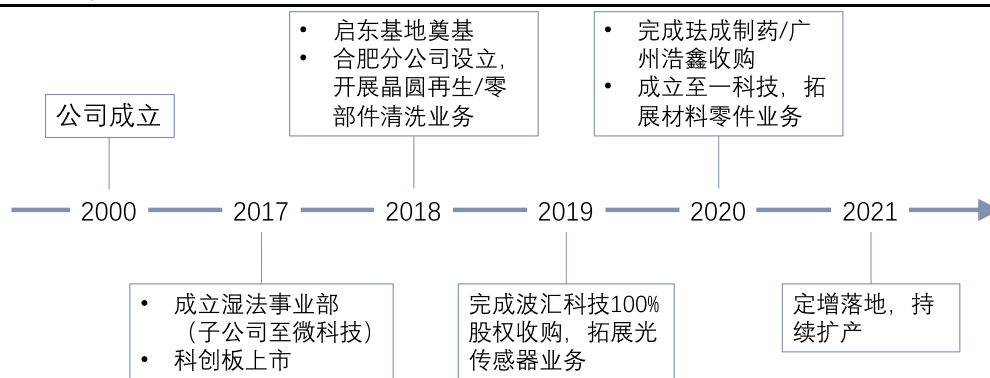 • 启东基地奠基
• 合肥分公司设立，
开展晶圆再生/零
部件清洗业务
• 完成珐成制药/广
州浩鑫收购
• 成立至一科技，拓
展材料零件业务
公司成立
2000
2017
2018
2019
2020
2021
• 成立湿法事业部
（子公司至微科技）
• 科创板上市
完成波汇科技100%
股权收购，拓展光
传感器业务
定增落地，持
续扩产